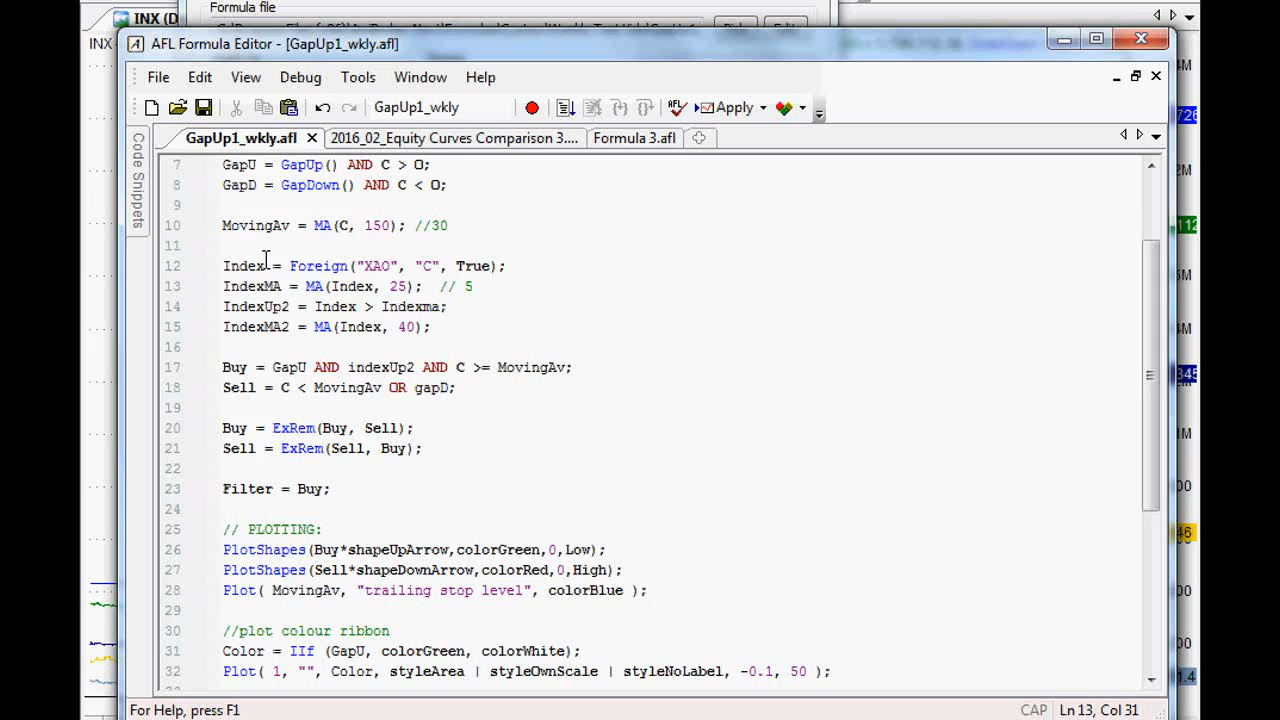 Formula file
INX (D
INX
AFL Formula Editor - [GapUp1_wkly.afl]
File Edit View Debug Tools Window Help
GapUp1_wkly
AFL
Apply
GapUp1_wkly.afl
2016_02_Equity Curves Comparison 3....
Formula 3.afl
Code Snippets
7 GapU = GapUp() AND C > O;
8 GapD = GapDown() AND C < O;
9
10 MovingAv = MA(C, 150); //30
11
12 Index = Foreign("XAO", "C", True);
13 IndexMA = MA(Index, 25); // 5
14 IndexUp2 = Index > Indexma;
15 IndexMA2 = MA(Index, 40);
16
17 Buy = GapU AND indexUp2 AND C >= MovingAv;
18 Sell = C < MovingAv OR gapD;
19
20 Buy = ExRem(Buy, Sell);
21 Sell = ExRem(Sell, Buy);
22
23 Filter = Buy;
24
25 // PLOTTING:
26 PlotShapes(Buy*shapeUpArrow,colorGreen,0,Low);
27 PlotShapes(Sell*shapeDownArrow,colorRed,0,High);
28 Plot( MovingAv, "trailing stop level", colorBlue );
29
30 //plot colour ribbon
31 Color = IIf (GapU, colorGreen, colorWhite);
32 Plot( 1, "", Color, styleArea | styleOwnScale | styleNoLabel, -0.1, 50 );
For Help, press F1
CAP
Ln 13, Col 31